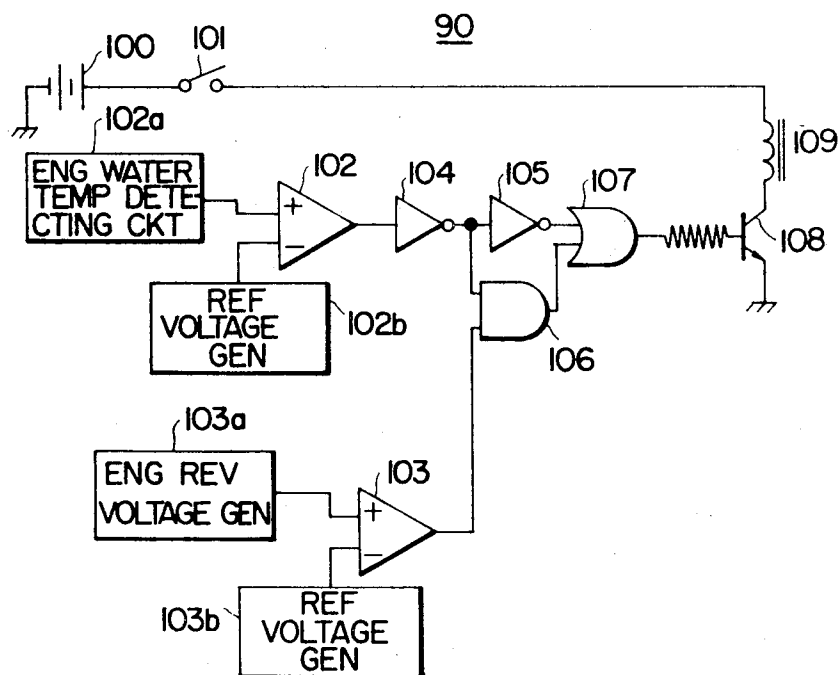 90
100
101
102a
109
ENG WATER
TEMP DETE-
CTING CKT
102
+
−
104
105
107
108
REF
VOLTAGE
GEN
102b
106
103a
ENG REV
VOLTAGE GEN
103
+
−
103b
REF
VOLTAGE
GEN